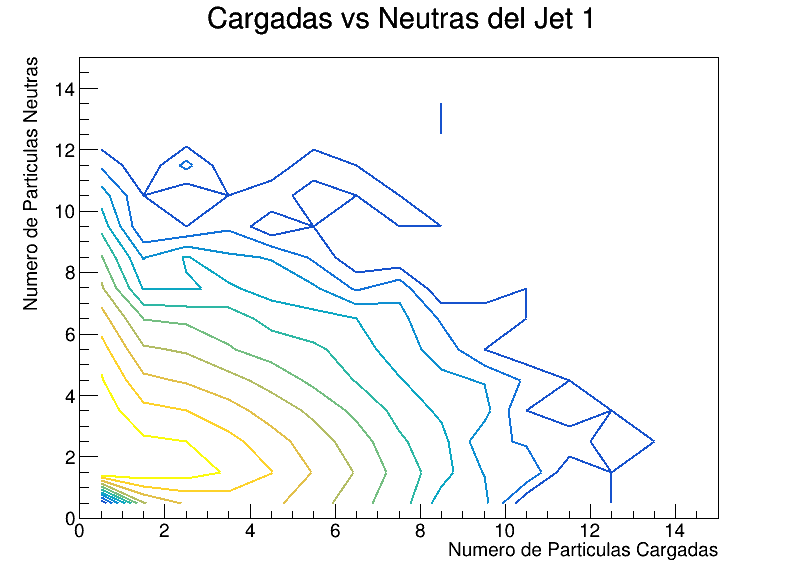 Cargadas vs Neutras del Jet 1
Numero de Particulas Neutras
14
12
10
8
6
4
2
0
0 2 4 6 8 10 12 14
Numero de Particulas Cargadas